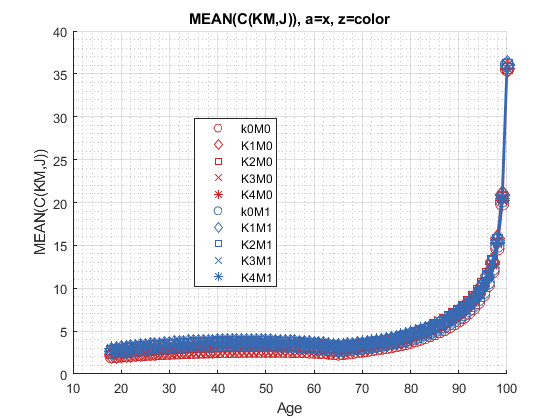 MEAN(C(KM,J)), a=x, z=color
MEAN(C(KM,J))
40
35
30
25
20
15
10
5
0
k0M0
K1M0
K2M0
K3M0
K4M0
k0M1
K1M1
K2M1
K3M1
K4M1
10 20 30 40 50 60 70 80 90 100
Age